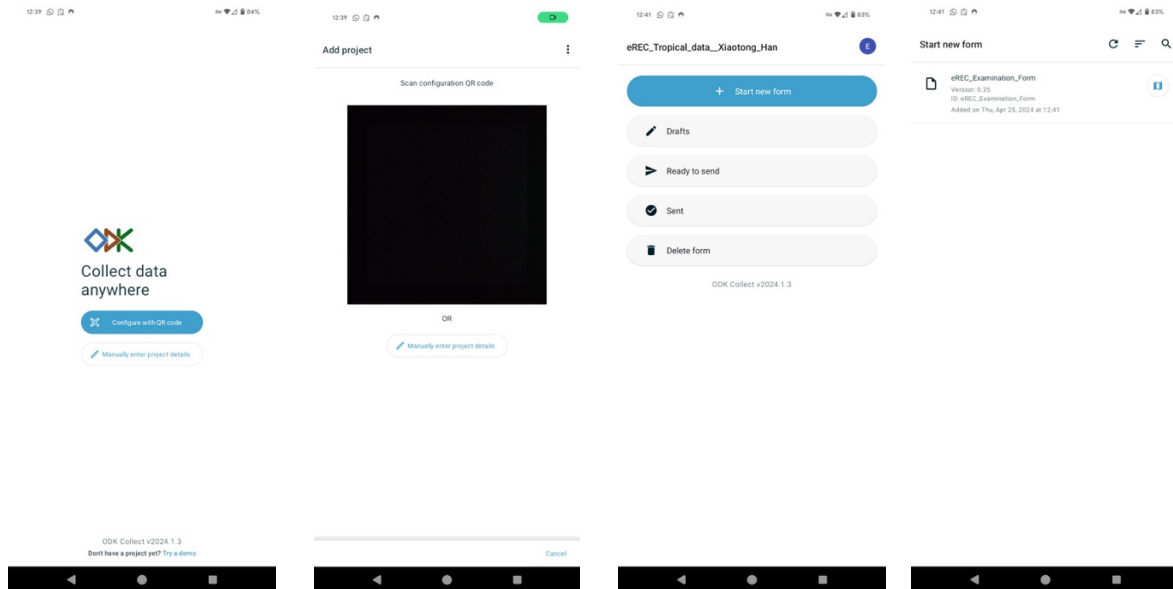 12:39
84%
ODK
Collect data
anywhere
Configure with QR code
Manually enter project details
ODK Collect v2024.1.3
Don't have a project yet? Try a demo
12:39
Add project
Scan configuration QR code
OR
Manually enter project details
Cancel
12:41
83%
eREC_Tropical_data__Xiaotong_Han
E
+ Start new form
Drafts
Ready to send
Sent
Delete form
ODK Collect v2024.1.3
12:41
83%
Start new form
eREC_Examination_Form
Version: 0.35
ID: eREC_Examination_Form
Added on Thu, Apr 25, 2024 at 12:41